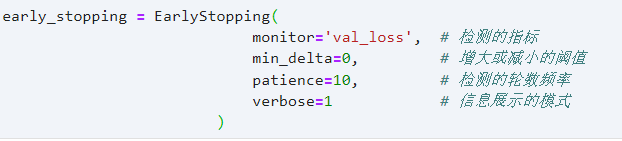 early_stopping = EarlyStopping(
monitor='val_loss',  # 检测的指标
min_delta=0,  # 增大或减小的阈值
patience=10,  # 检测的轮数频率
verbose=1  # 信息展示的模式
)